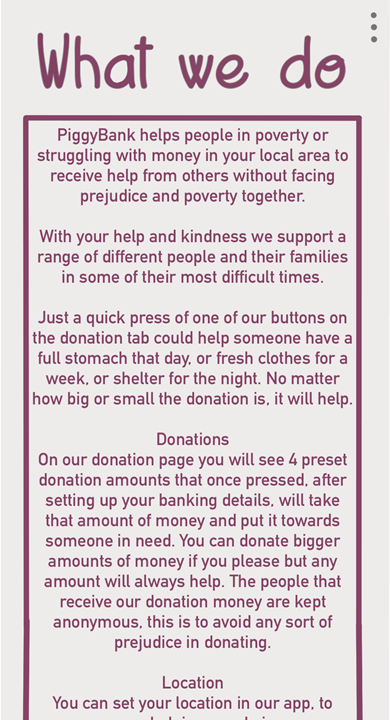 What we do
PiggyBank helps people in poverty or
struggling with money in your local area to
receive help from others without facing
prejudice and poverty together.
With your help and kindness we support a
range of different people and their families
in some of their most difficult times.
Just a quick press of one of our buttons on
the donation tab could help someone have a
full stomach that day, or fresh clothes for a
week, or shelter for the night. No matter
how big or small the donation is, it will help.
Donations
On our donation page you will see 4 preset
donation amounts that once pressed, after
setting up your banking details, will take
that amount of money and put it towards
someone in need. You can donate bigger
amounts of money if you please but any
amount will always help. The people that
receive our donation money are kept
anonymous, this is to avoid any sort of
prejudice in donating.
Location
You can set your location in our app, to